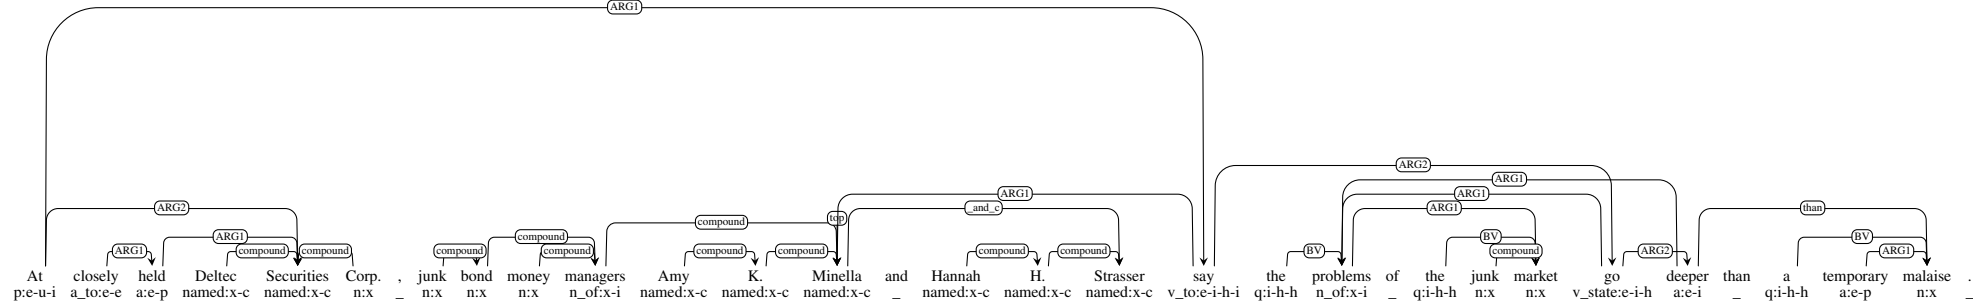 ARG1
ARG2
ARG1 ARG1
ARG2 ARG1 _and_c than
compound top ARG1
ARG1 compound BV
ARG1 compound compound compound compound compound compound compound compound compound BV compound ARG2 ARG1
At closely held Deltec Securities Corp. , junk bond money managers Amy K. Minella and Hannah H. Strasser say the problems of the junk market go deeper than a temporary malaise .
p:e-u-i a_to:e-e a:e-p named:x-c named:x-c n:x _ n:x n:x n:x n_of:x-i named:x-c named:x-c named:x-c _ named:x-c named:x-c named:x-c v_to:e-i-h-i q:i-h-h n_of:x-i _ q:i-h-h n:x n:x v_state:e-i-h a:e-i _ q:i-h-h a:e-p n:x _